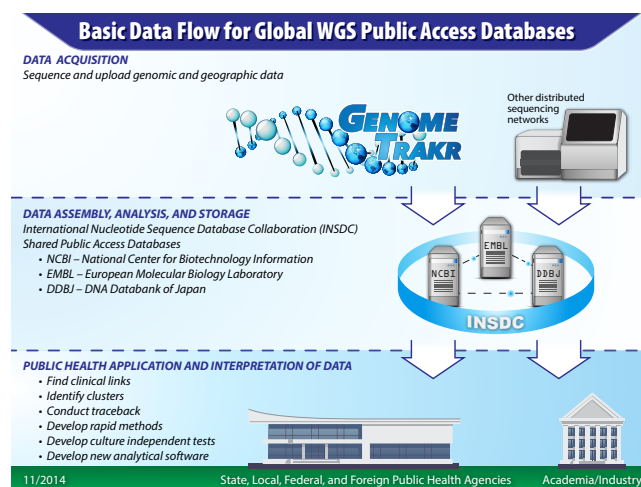 Basic Data Flow for Global WGS Public Access Databases
DATA ACQUISITION
Sequence and upload genomic and geographic data
GENOME
TRAKR
Other distributed
sequencing
networks
DATA ASSEMBLY, ANALYSIS, AND STORAGE
International Nucleotide Sequence Database Collaboration (INSDC)
Shared Public Access Databases
• NCBI – National Center for Biotechnology Information
• EMBL – European Molecular Biology Laboratory
• DDBJ – DNA Databank of Japan
EMBL
NCBI
DDBJ
INSDC
PUBLIC HEALTH APPLICATION AND INTERPRETATION OF DATA
• Find clinical links
• Identify clusters
• Conduct traceback
• Develop rapid methods
• Develop culture independent tests
• Develop new analytical software
11/2014
State, Local, Federal, and Foreign Public Health Agencies
Academia/Industry